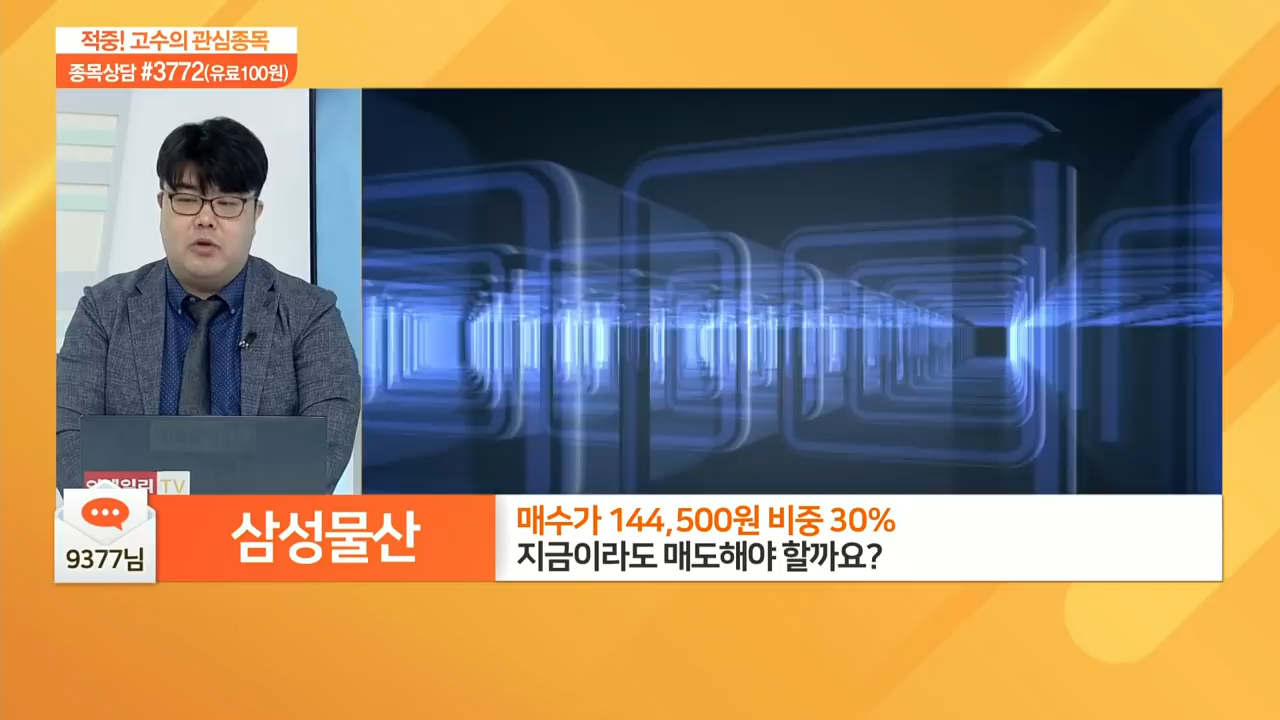 적중! 고수의 관심종목
종목상담 #3772(유료100원)
TV
9377님
삼성물산
매수가 144,500원 비중 30%
지금이라도 매도해야 할까요?